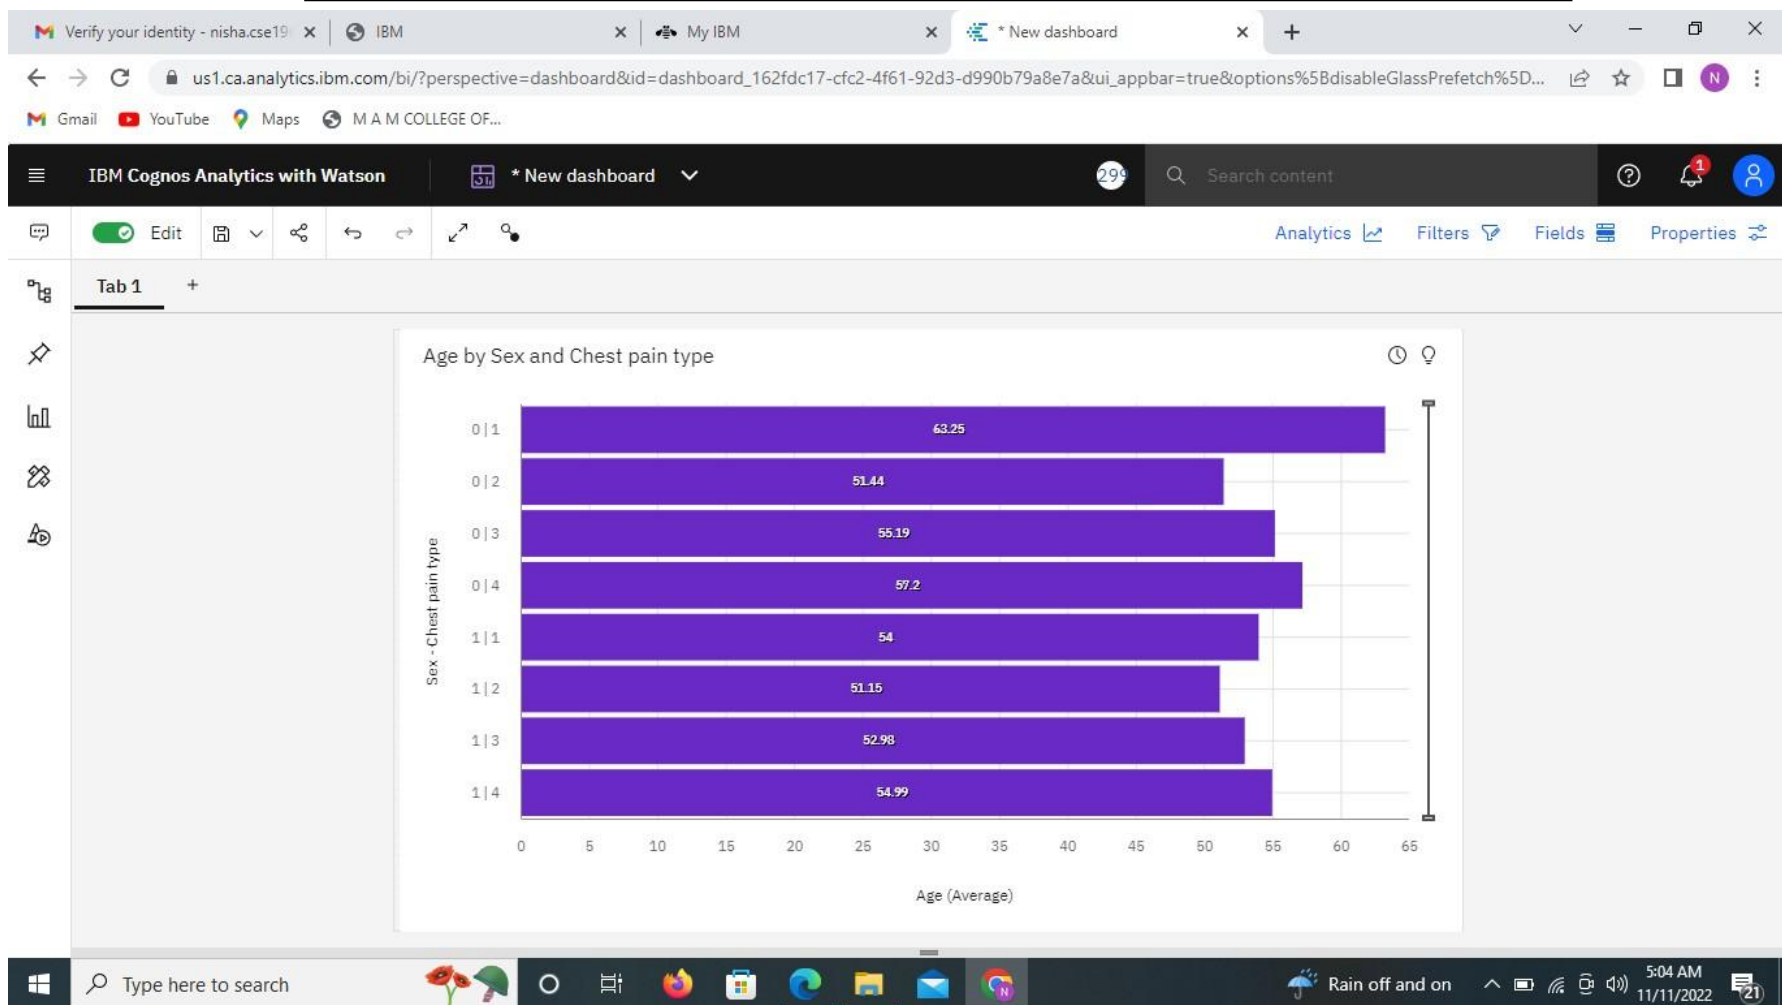 Verify your identity - nisha.cse19
IBM
My IBM
* New dashboard
us1.ca.analytics.ibm.com/bi/?perspective=dashboard&id=dashboard_162fdc17-cfc2-4f61-92d3-d990b79a8e7a&ui_appbar=true&options%5BdisableGlassPrefetch%5D...
N
Gmail
YouTube
Maps
M A M COLLEGE OF...
IBM Cognos Analytics with Watson
* New dashboard
299
Search content
1
Edit
Analytics
Filters
Fields
Properties
Tab 1
+
Age by Sex and Chest pain type
Sex - Chest pain type
0|1 63.25
0|2 51.44
0|3 55.19
0|4 57.2
1|1 54
1|2 51.15
1|3 52.98
1|4 54.99
0 5 10 15 20 25 30 35 40 45 50 55 60 65
Age (Average)
Type here to search
N
Rain off and on
5:04 AM
11/11/2022
21